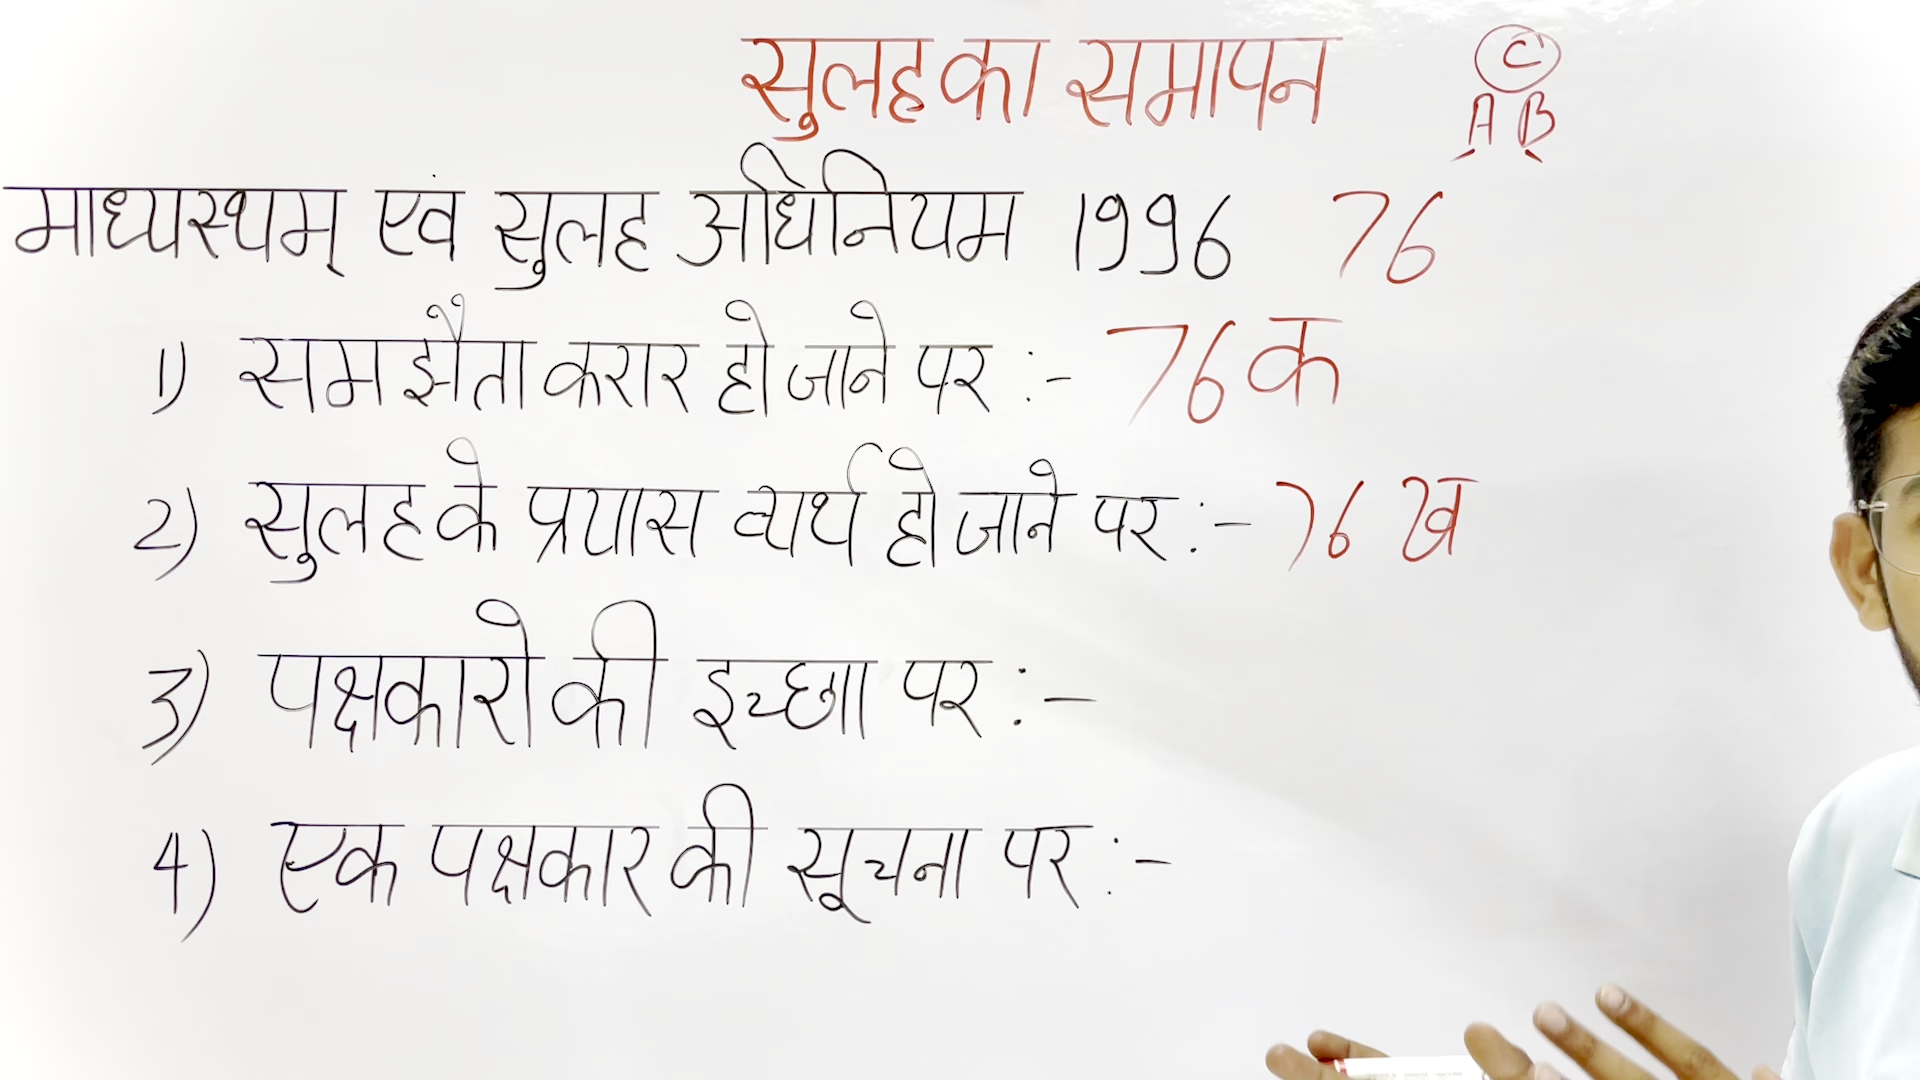 सुलह का समापन
C
A B
माध्यस्थम् एवं सुलह अधिनियम 1996 76
1) समझौता करार हो जाने पर :- 76क
2) सुलह के प्रयास व्यर्थ हो जाने पर :- 76 ख
3) पक्षकारो की इच्छा पर :-
4) एक पक्षकार की सूचना पर :-